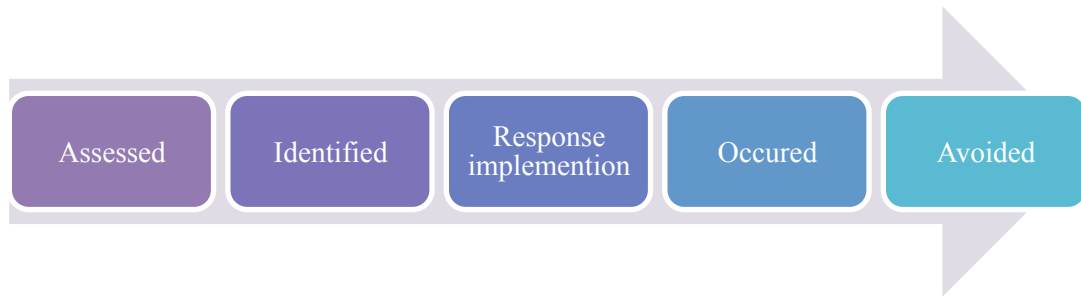 Assessed
Identified
Response
implemention
Occured
Avoided